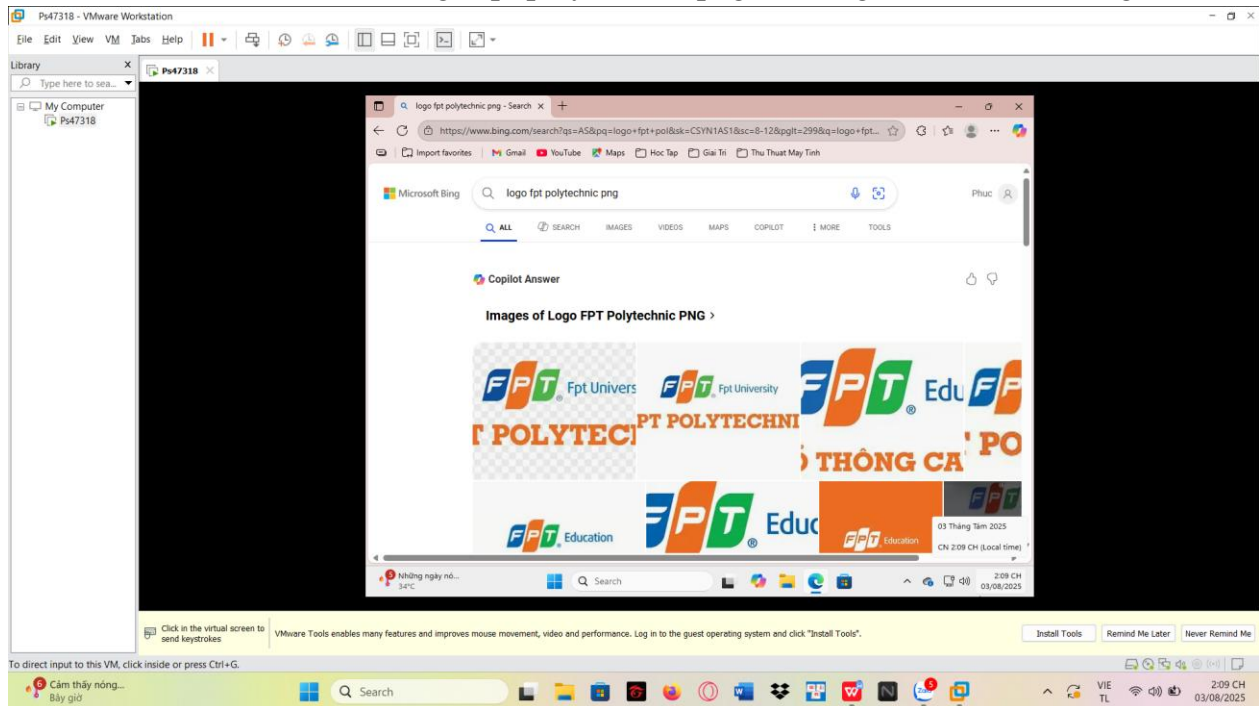 Ps47318 - VMware Workstation
File Edit View VM Tabs Help
Library
Type here to sea...
My Computer
Ps47318
Ps47318
logo fpt polytechnic png - Search
https://www.bing.com/search?qs=AS&pq=logo+fpt+pol&sk=CSYN1AS1&sc=8-12&pglt=299&q=logo+fpt...
Import favorites Gmail YouTube Maps Hoc Tap Giai Tri Thu Thuat May Tinh
Microsoft Bing logo fpt polytechnic png Phuc
ALL SEARCH IMAGES VIDEOS MAPS COPILOT MORE TOOLS
Copilot Answer
Images of Logo FPT Polytechnic PNG >
FPT Fpt Univers
T POLYTECI
FPT Fpt University
PT POLYTECHNI
FPT Edu
THÔNG CA
FP
PO
FPT Education
FPT Educ
FPT Education
FPT
03 Tháng Tám 2025
CN 2:09 CH (Local time)
Những ngày nó...
34°C
Search
2:09 CH
03/08/2025
Click in the virtual screen to
send keystrokes
VMware Tools enables many features and improves mouse movement, video and performance. Log in to the guest operating system and click "Install Tools".
Install Tools Remind Me Later Never Remind Me
To direct input to this VM, click inside or press Ctrl+G.
6
Cảm thấy nóng...
Bây giờ
Search
Zalo
5
VIE
TL
2:09 CH
03/08/2025